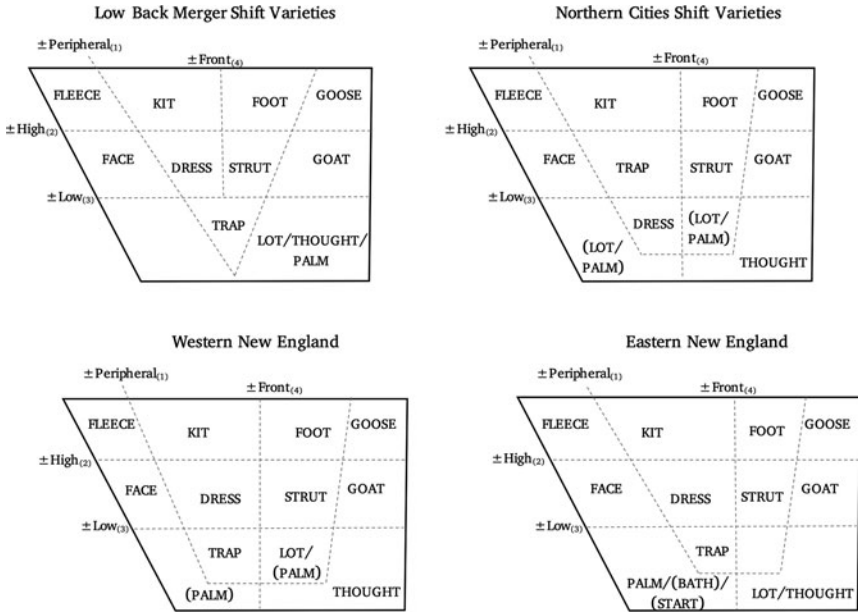 Low Back Merger Shift Varieties
±Peripheral(1)
±Front(4)
FLEECE KIT FOOT GOOSE
±High(2)
FACE DRESS STRUT GOAT
±Low(3)
TRAP
LOT/THOUGHT/
PALM
Northern Cities Shift Varieties
±Peripheral(1)
±Front(4)
FLEECE KIT FOOT GOOSE
±High(2)
FACE TRAP STRUT GOAT
±Low(3)
DRESS
(LOT/
PALM)
(LOT/
PALM)
THOUGHT
Western New England
±Peripheral(1)
±Front(4)
FLEECE KIT FOOT GOOSE
±High(2)
FACE DRESS STRUT GOAT
±Low(3)
TRAP
LOT/
(PALM)
(PALM)
THOUGHT
Eastern New England
±Peripheral(1)
±Front(4)
FLEECE KIT FOOT GOOSE
±High(2)
FACE DRESS STRUT GOAT
±Low(3)
TRAP
PALM/(BATH)/
(START)
LOT/THOUGHT